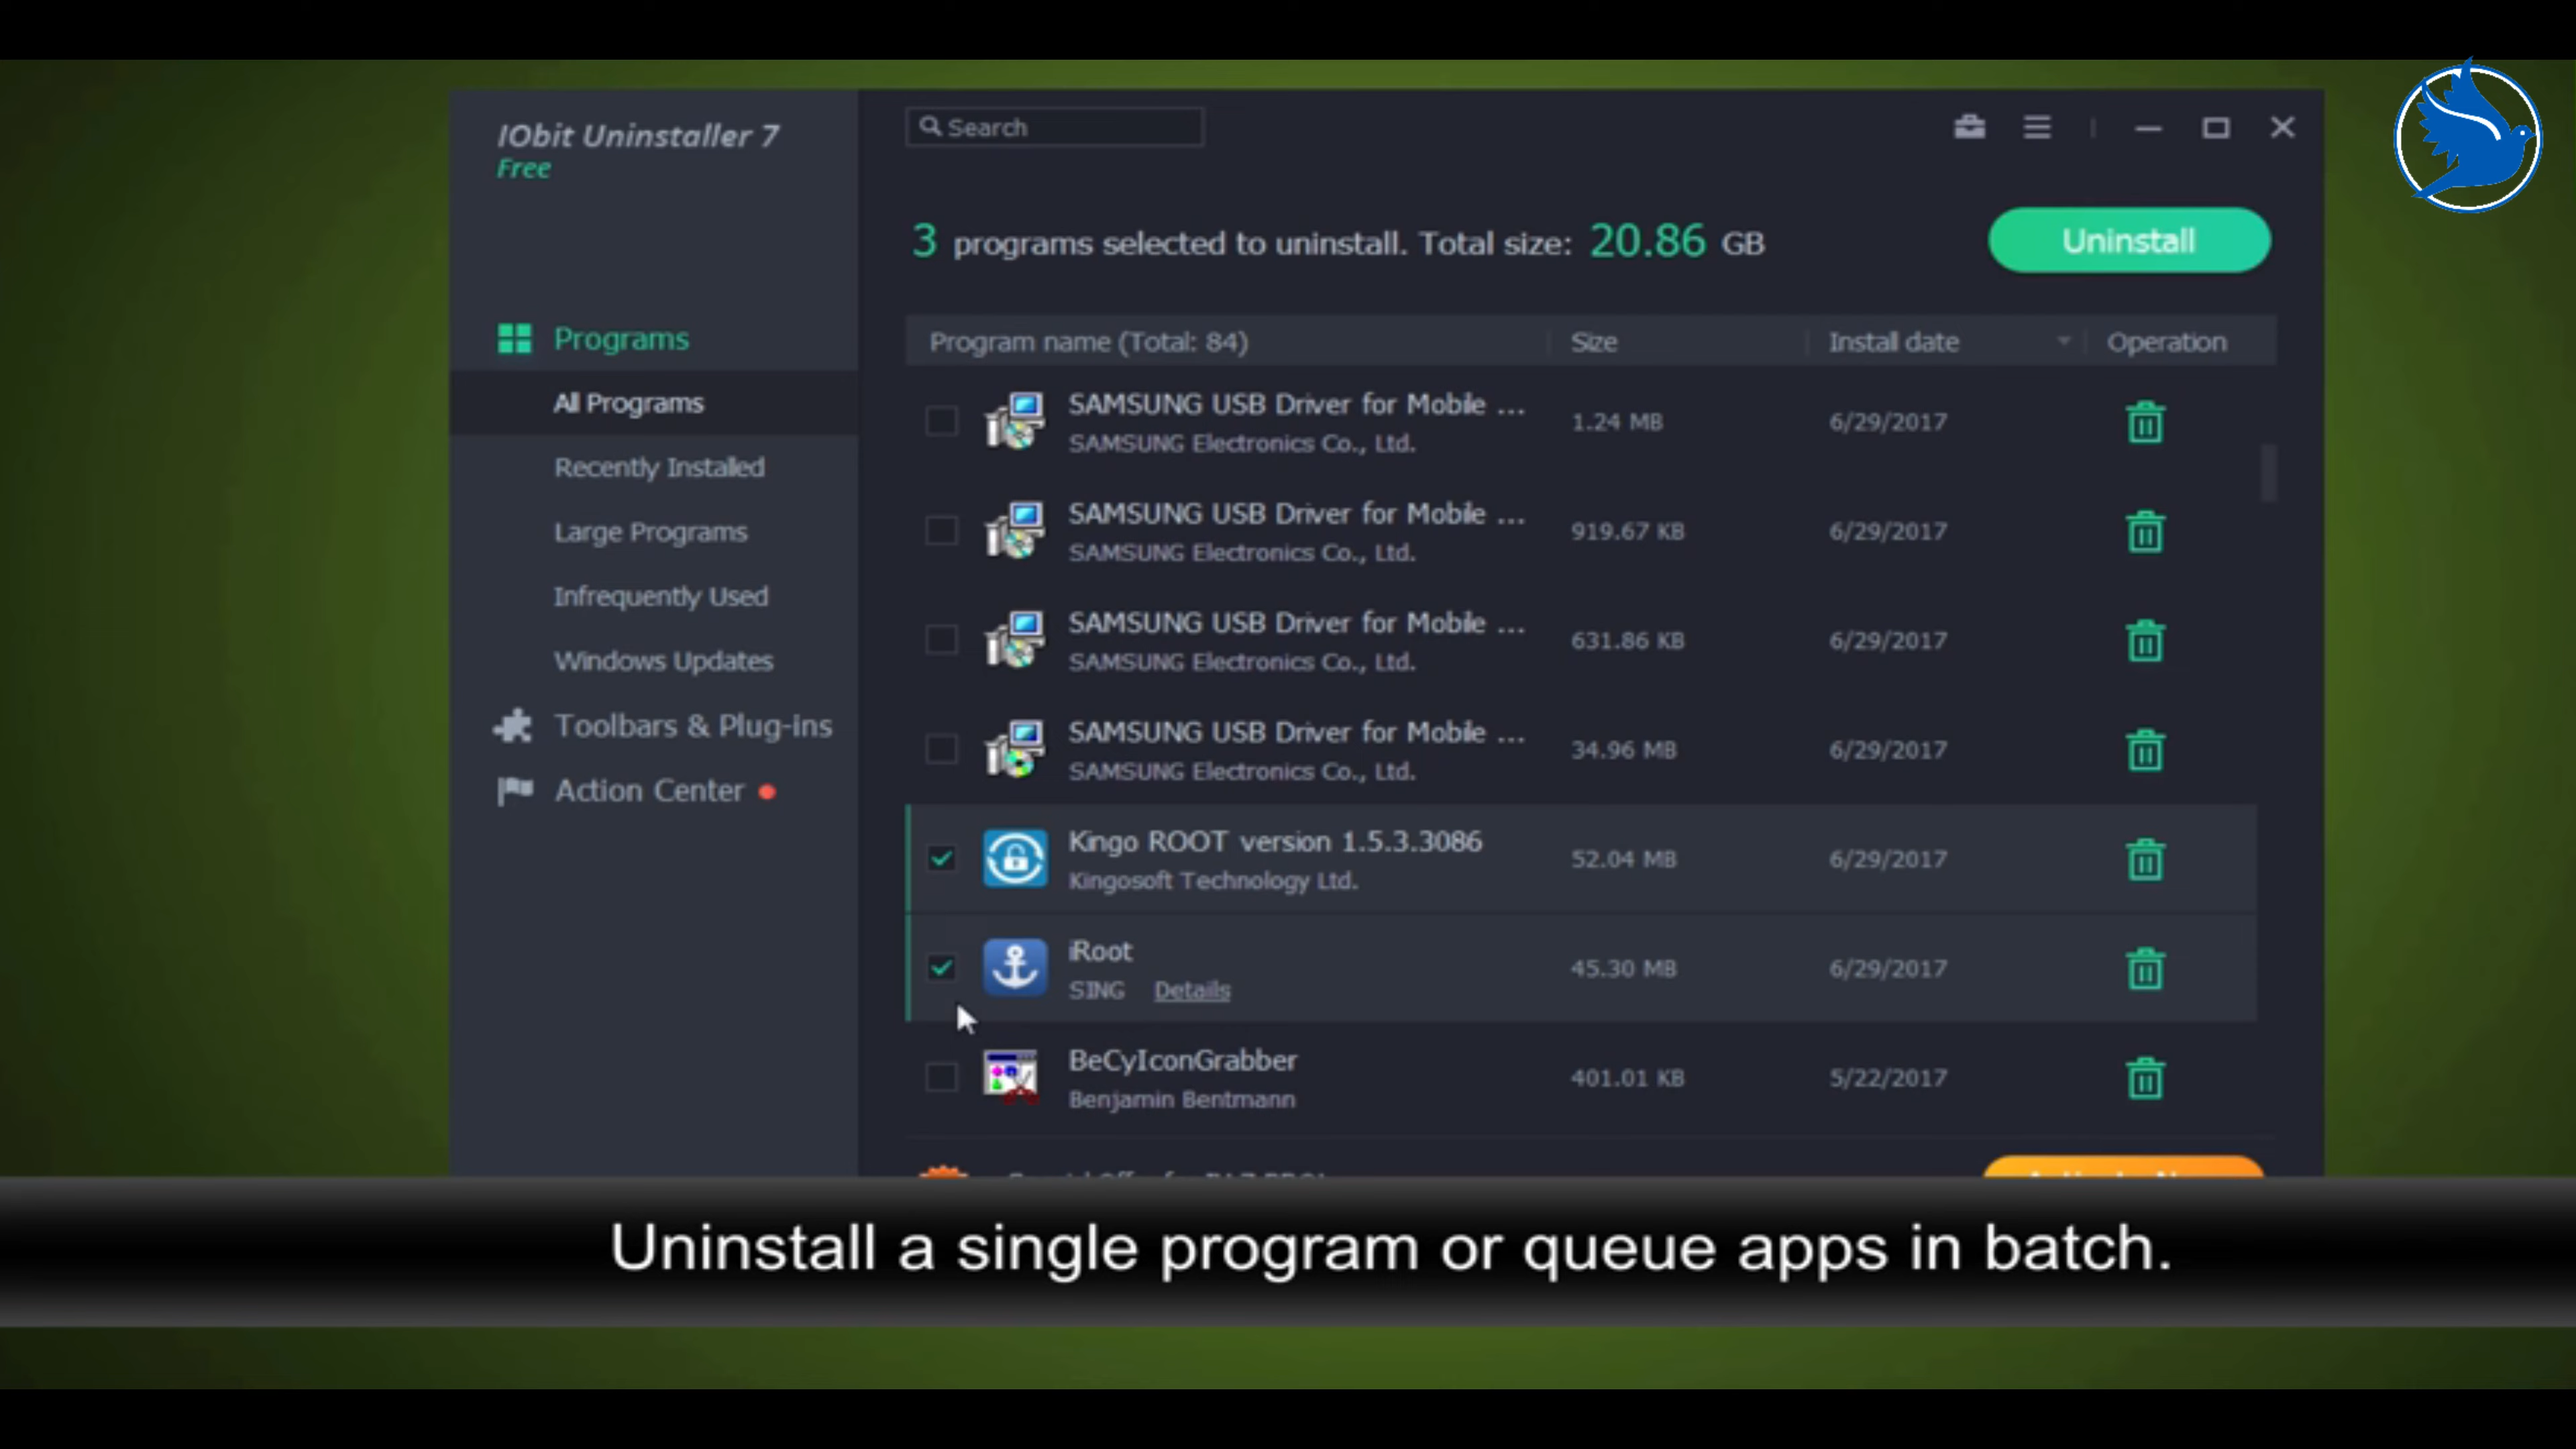 IObit Uninstaller 7
Free
Search
3 programs selected to uninstall. Total size: 20.86 GB
Uninstall
Programs
All Programs
Recently Installed
Large Programs
Infrequently Used
Windows Updates
Toolbars & Plug-ins
Action Center
Program name (Total: 84) Size Install date Operation
SAMSUNG USB Driver for Mobile ... 1.24 MB 6/29/2017
SAMSUNG Electronics Co., Ltd.
SAMSUNG USB Driver for Mobile ... 919.67 KB 6/29/2017
SAMSUNG Electronics Co., Ltd.
SAMSUNG USB Driver for Mobile ... 631.86 KB 6/29/2017
SAMSUNG Electronics Co., Ltd.
SAMSUNG USB Driver for Mobile ... 34.96 MB 6/29/2017
SAMSUNG Electronics Co., Ltd.
Kingo ROOT version 1.5.3.3086 52.04 MB 6/29/2017
Kingosoft Technology Ltd.
iRoot 45.30 MB 6/29/2017
SING Details
BeCyIconGrabber 401.01 KB 5/22/2017
Benjamin Bentmann
Uninstall a single program or queue apps in batch.